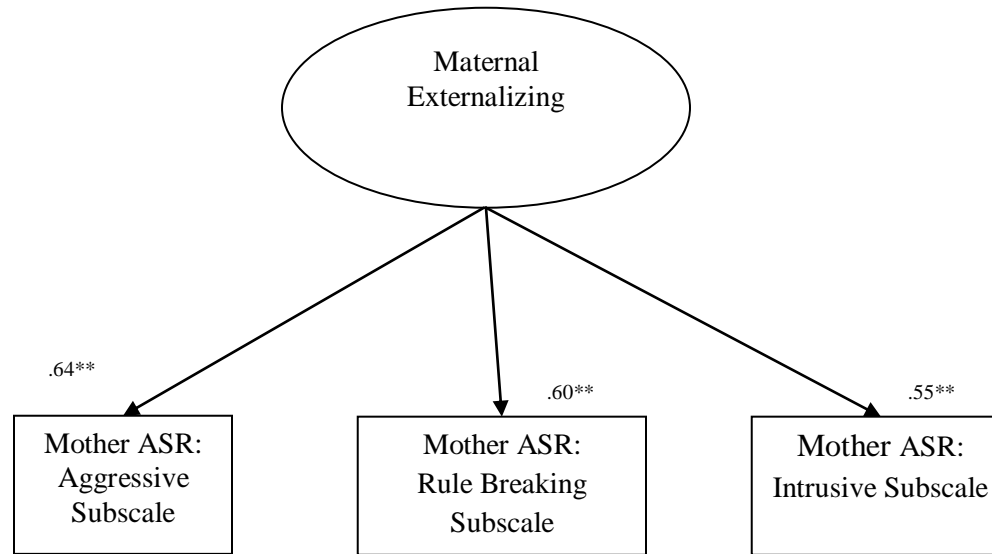 Maternal
Externalizing
.64**
.60**
.55**
Mother ASR:
Aggressive
Subscale
Mother ASR:
Rule Breaking
Subscale
Mother ASR:
Intrusive Subscale